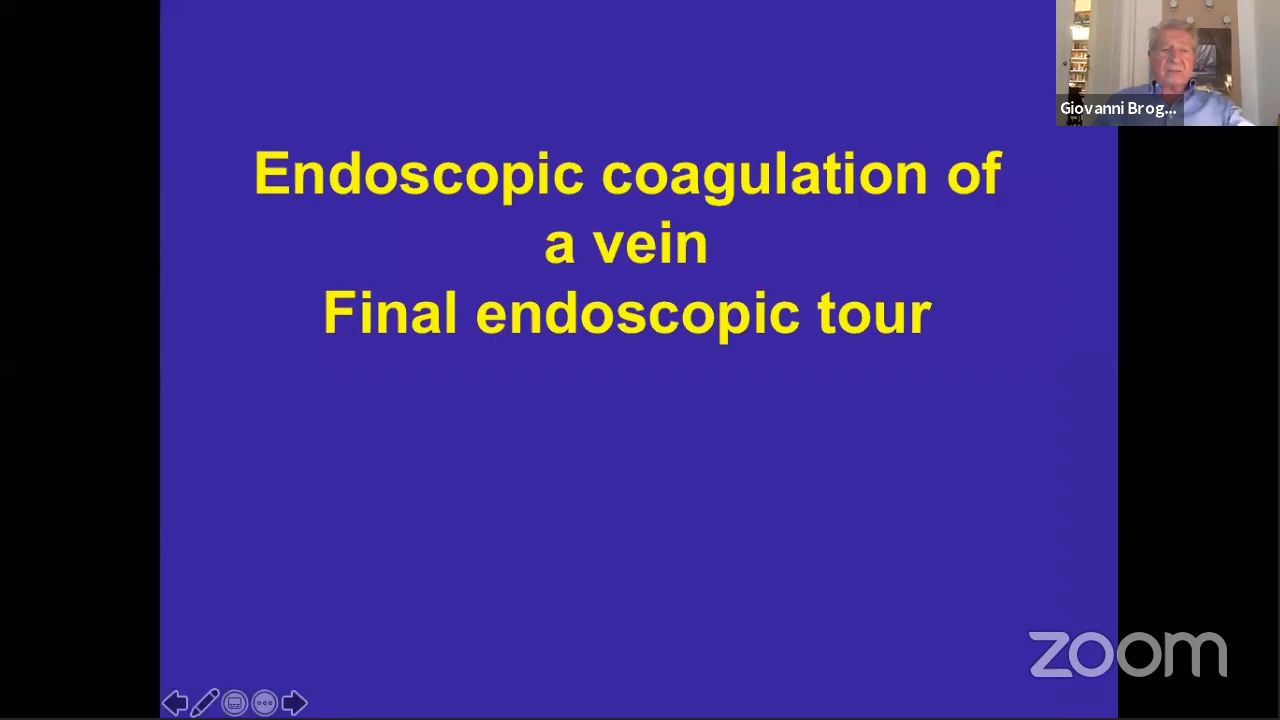 Giovanni Brog...
Endoscopic coagulation of
a vein
Final endoscopic tour
zoom